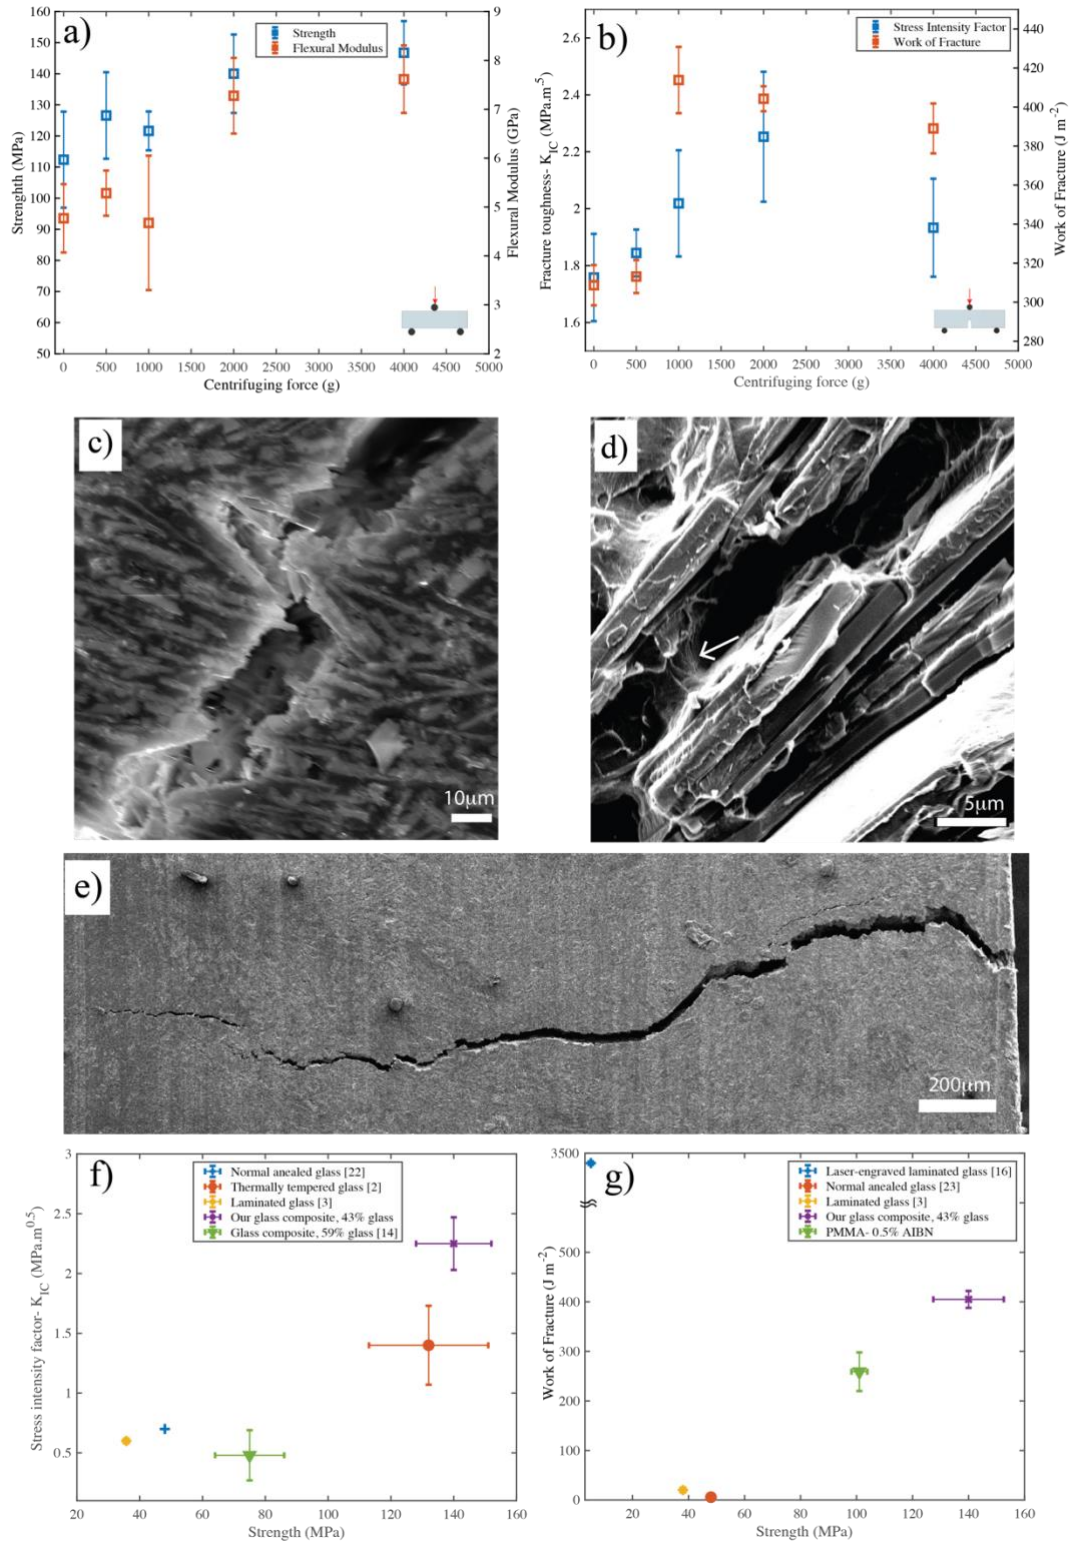 a)
Strength
Flexural Modulus
160
150
140
130
120
110
100
90
80
70
60
50
9
8
7
6
5
4
3
2
0 500 1000 1500 2000 2500 3000 3500 4000 4500 5000
Strenghth (MPa)
Flexural Modulus (GPa)
Centrifuging force (g)
b)
Stress Intensity Factor
Work of Fracture
2.6
2.4
2.2
2
1.8
1.6
440
420
400
380
360
340
320
300
280
0 500 1000 1500 2000 2500 3000 3500 4000 4500 5000
Fracture toughness- KIC (MPa.m.5)
Work of Fracture (J m-2)
Centrifuging force (g)
c)
10μm
d)
5μm
e)
200μm
f)
Normal anealed glass [22]
Thermally tempered glass [2]
Laminated glass [3]
Our glass composite, 43% glass
Glass composite, 59% glass [14]
3
2.5
2
1.5
1
0.5
20 40 60 80 100 120 140 160
Stress intensity factor- KIC (MPa.m0.5)
Strength (MPa)
g)
Laser-engraved laminated glass [16]
Normal anealed glass [23]
Laminated glass [3]
Our glass composite, 43% glass
PMMA- 0.5% AIBN
3500
500
400
300
200
100
0
20 40 60 80 100 120 140 160
Work of Fracture (J m-2)
Strength (MPa)